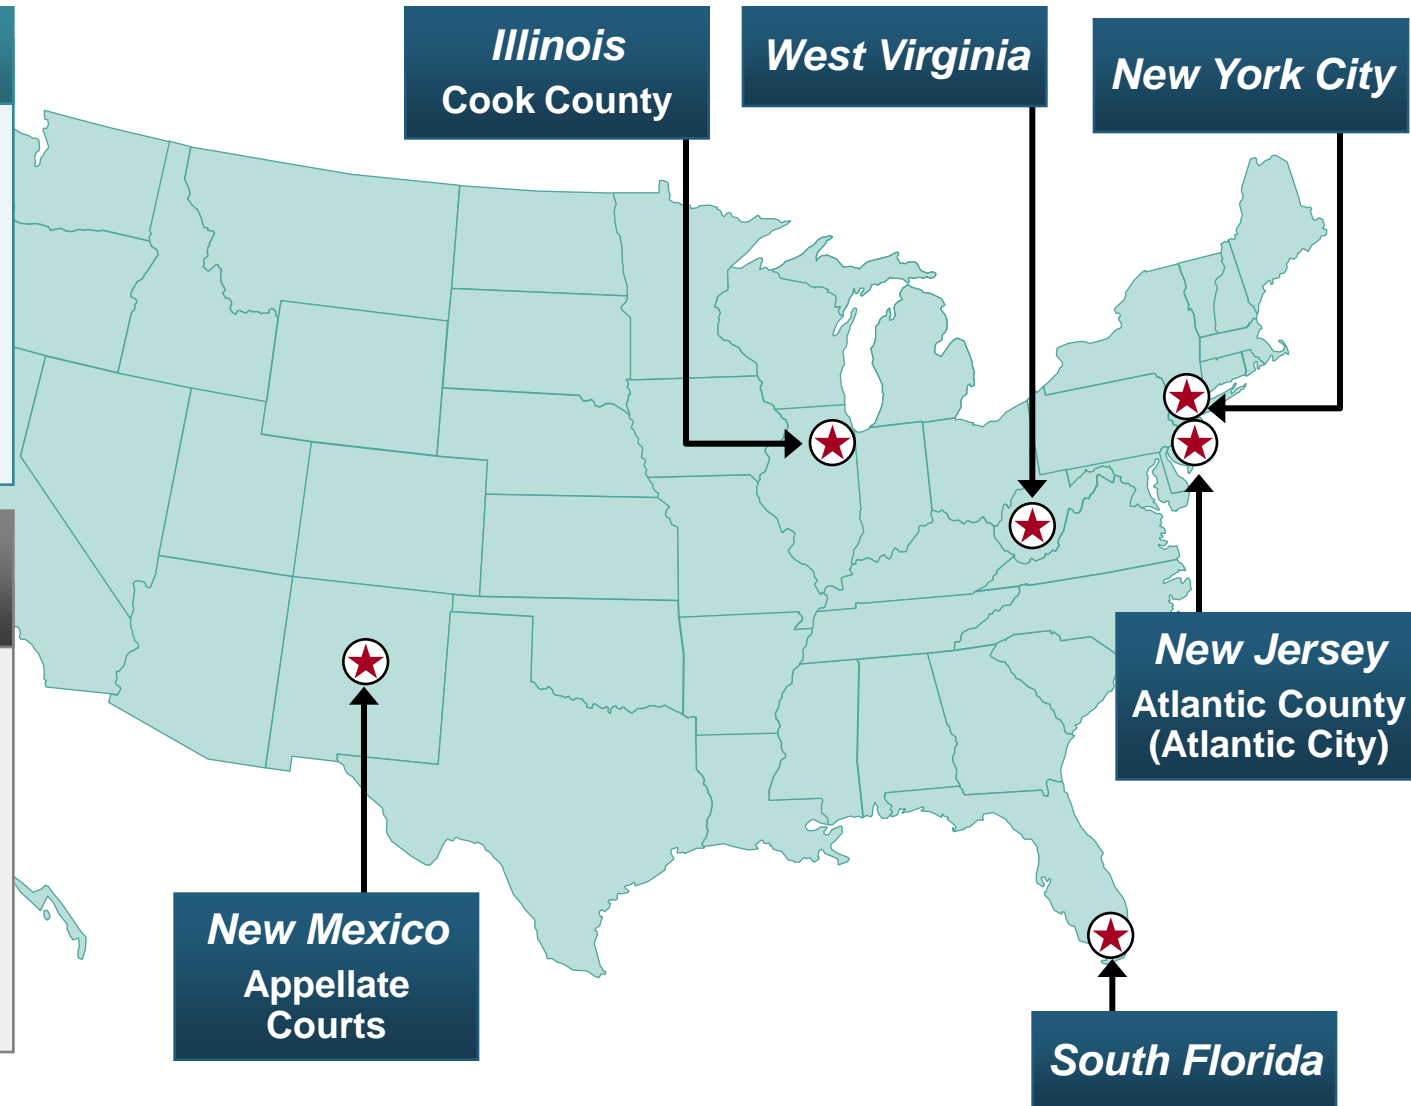 Illinois
Cook County
West Virginia
New York City
New Jersey
Atlantic County
(Atlantic City)
New Mexico
Appellate
Courts
South Florida